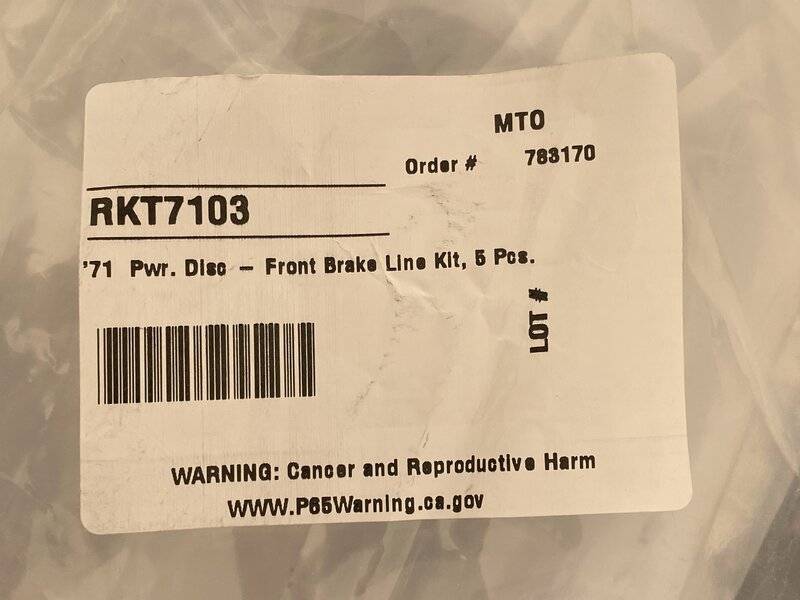 MTO
Order # 783170
RKT7103
'71 Pwr. Disc – Front Brake Line Kit, 5 Pcs.
LOT #
WARNING: Cancer and Reproductive Harm
WWW.P65Warning.ca.gov